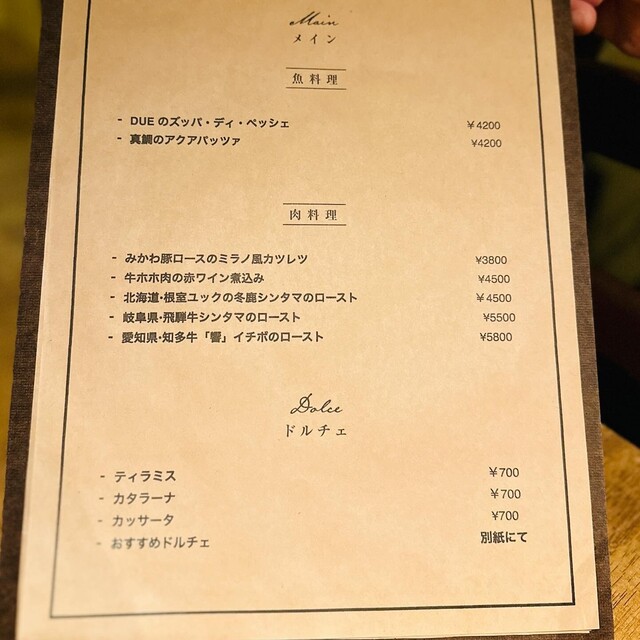 Main
メイン
魚料理
- DUE のズッパ・ディ・ペッシェ ¥4200
- 真鯛のアクアパッツァ ¥4200
肉料理
- みかわ豚ロースのミラノ風カツレツ ¥3800
- 牛ホホ肉の赤ワイン煮込み ¥4500
- 北海道・根室ユックの冬鹿シンタマのロースト ¥4500
- 岐阜県・飛騨牛シンタマのロースト ¥5500
- 愛知県・知多牛「響」イチボのロースト ¥5800
Dolce
ドルチェ
- ティラミス ¥700
- カタラーナ ¥700
- カッサータ ¥700
- おすすめドルチェ 別紙にて